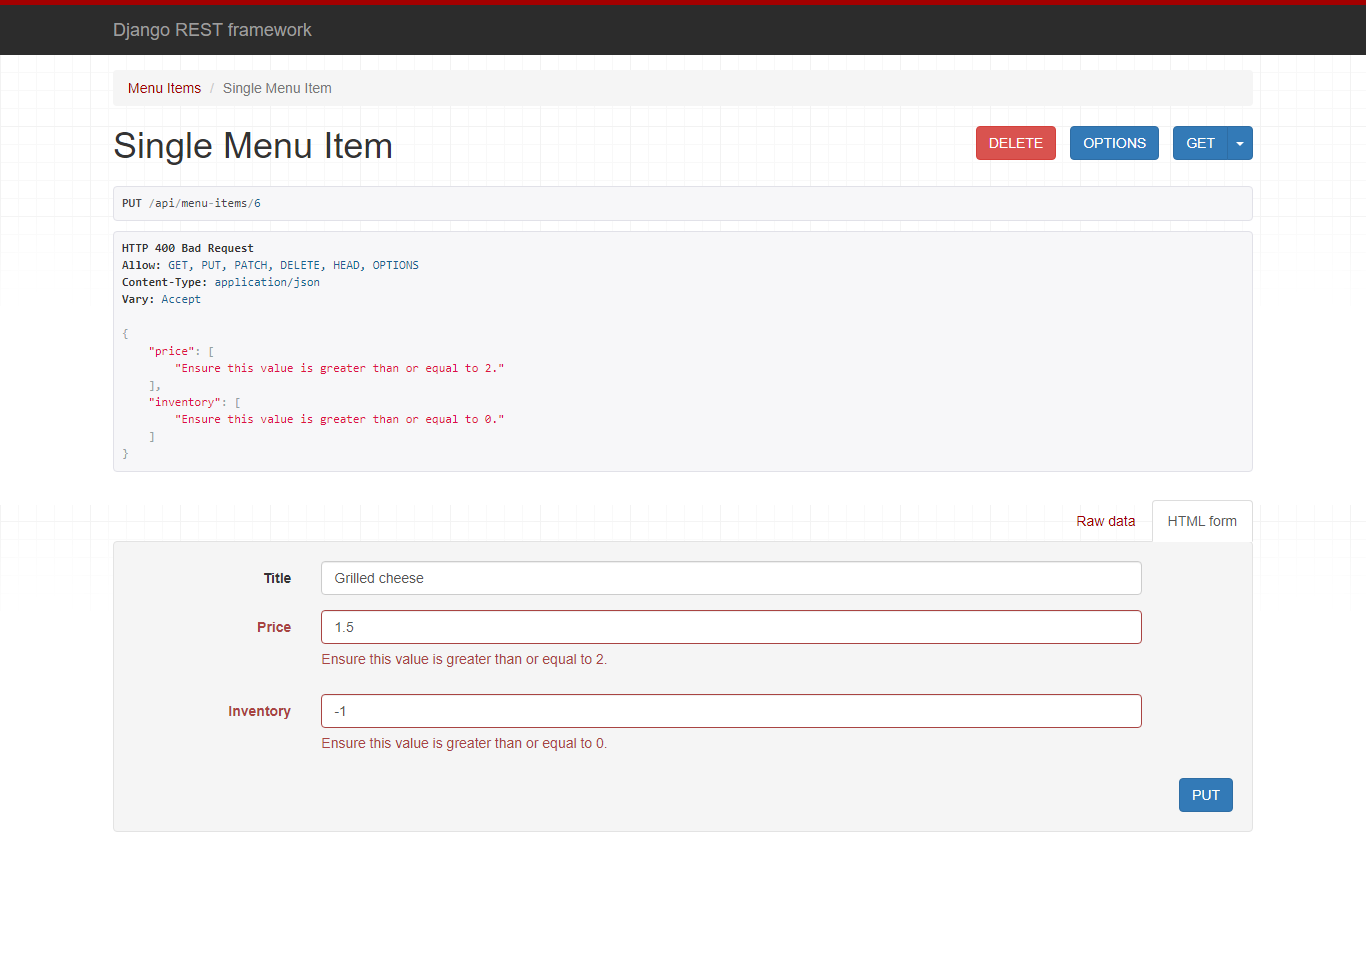 Django REST framework
Menu Items / Single Menu Item
Single Menu Item
DELETE OPTIONS GET
PUT /api/menu-items/6
HTTP 400 Bad Request
Allow: GET, PUT, PATCH, DELETE, HEAD, OPTIONS
Content-Type: application/json
Vary: Accept
{
    "price": [
        "Ensure this value is greater than or equal to 2."
    ],
    "inventory": [
        "Ensure this value is greater than or equal to 0."
    ]
}
Raw data HTML form
Title Grilled cheese
Price 1.5
Ensure this value is greater than or equal to 2.
Inventory -1
Ensure this value is greater than or equal to 0.
PUT